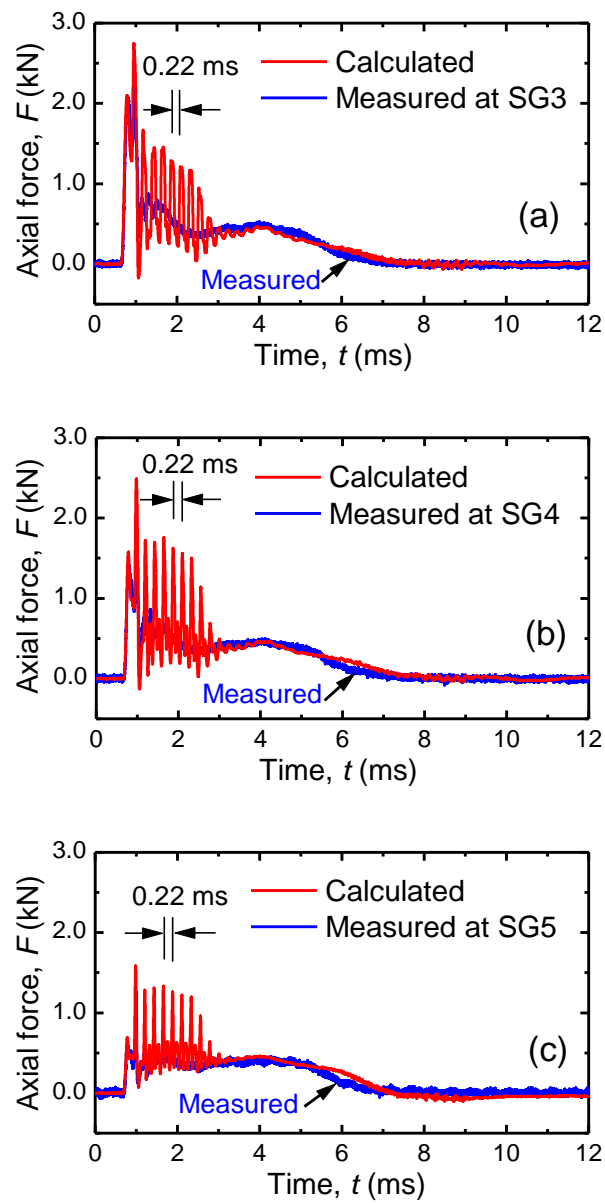 3.0
0.22 ms
Calculated
Measured at SG3
2.0
1.0
0.0
Axial force, F (kN)
(a)
Measured
0 2 4 6 8 10 12
Time, t (ms)
3.0
0.22 ms
Calculated
Measured at SG4
2.0
1.0
0.0
Axial force, F (kN)
(b)
Measured
0 2 4 6 8 10 12
Time, t (ms)
3.0
0.22 ms
Calculated
Measured at SG5
2.0
1.0
0.0
Axial force, F (kN)
(c)
Measured
0 2 4 6 8 10 12
Time, t (ms)